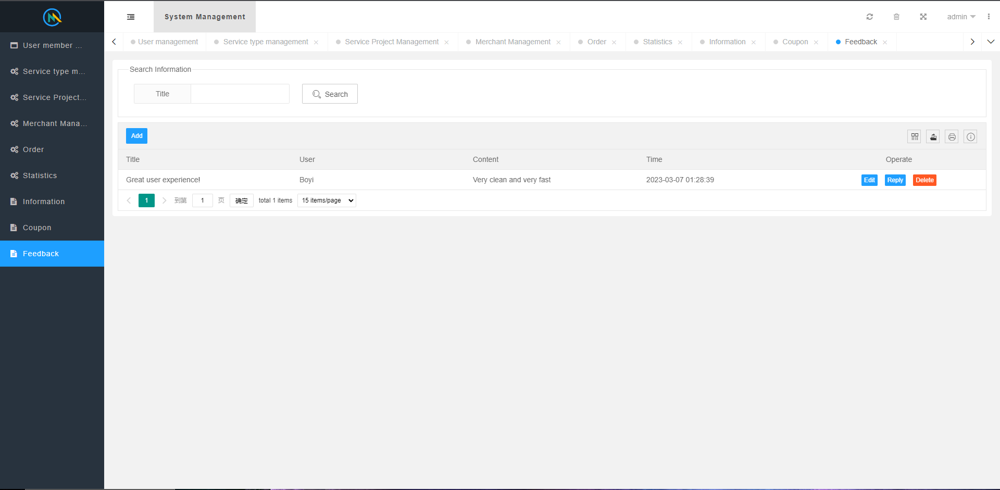 System Management
admin
User management
Service type management
Service Project Management
Merchant Management
Order
Statistics
Information
Coupon
Feedback
User member ...
Service type m...
Service Project...
Merchant Mana...
Order
Statistics
Information
Coupon
Feedback
Search Information
Title
Search
Add
Title User Content Time Operate
Great user experience! Boyi Very clean and very fast 2023-03-07 01:28:39 Edit Reply Delete
1 到第 1 页 确定 total 1 items 15 items/page